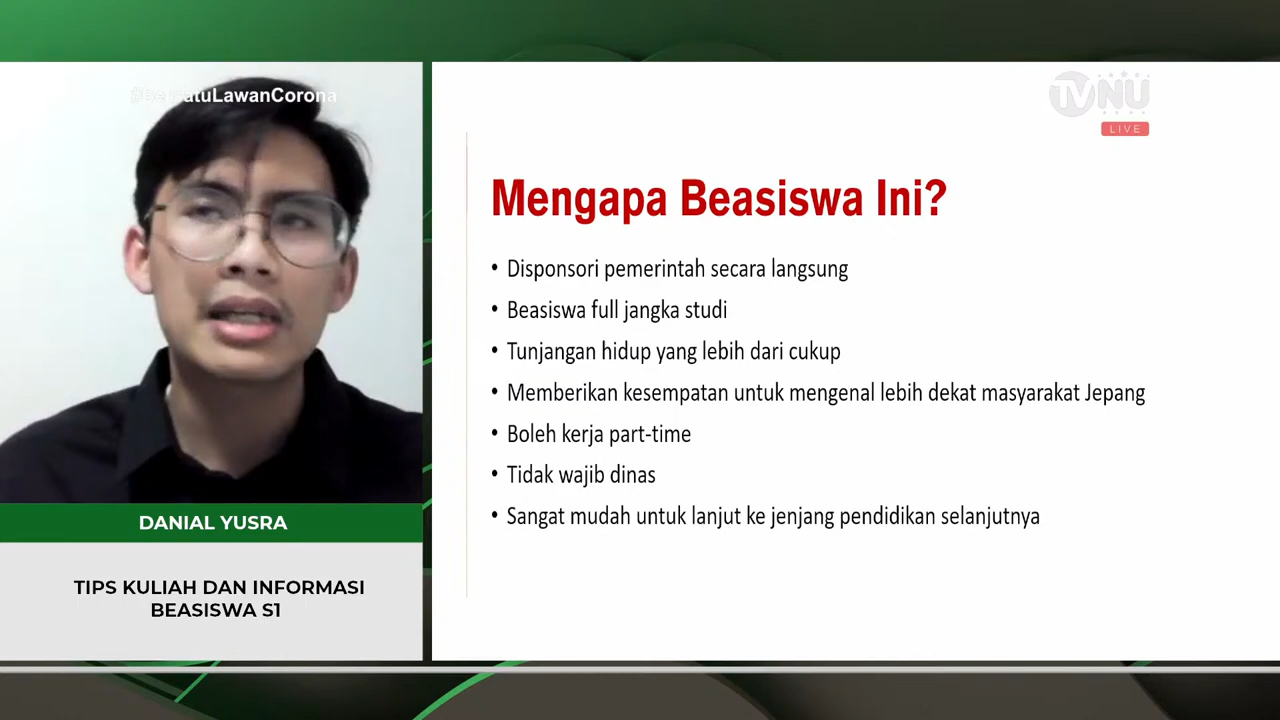 #BersatuLawanCorona
TVNU
LIVE
Mengapa Beasiswa Ini?
• Disponsori pemerintah secara langsung
• Beasiswa full jangka studi
• Tunjangan hidup yang lebih dari cukup
• Memberikan kesempatan untuk mengenal lebih dekat masyarakat Jepang
• Boleh kerja part-time
• Tidak wajib dinas
• Sangat mudah untuk lanjut ke jenjang pendidikan selanjutnya
DANIAL YUSRA
TIPS KULIAH DAN INFORMASI
BEASISWA S1